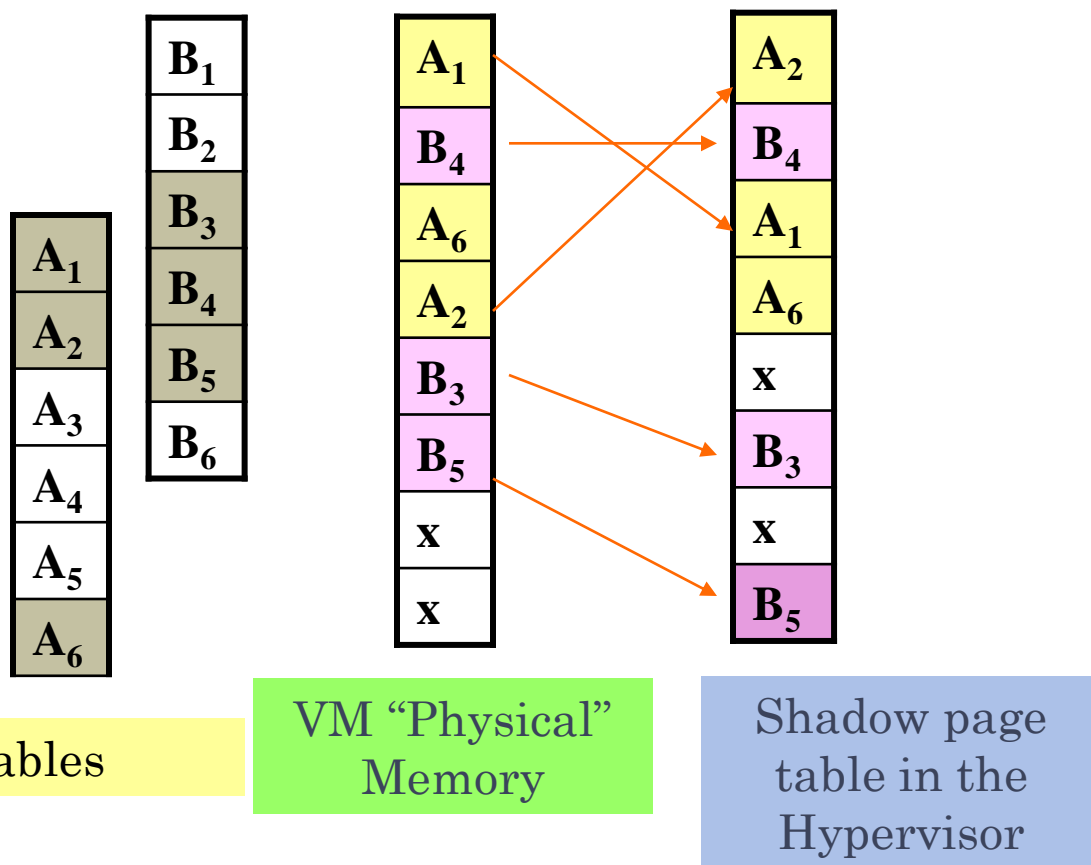 B₁
B₂
B₃
B₄
B₅
B₆
A₁
A₂
A₃
A₄
A₅
A₆
A₁
B₄
A₆
A₂
B₃
B₅
x
x
A₂
B₄
A₁
A₆
x
B₃
x
B₅
ables
VM “Physical”
Memory
Shadow page
table in the
Hypervisor